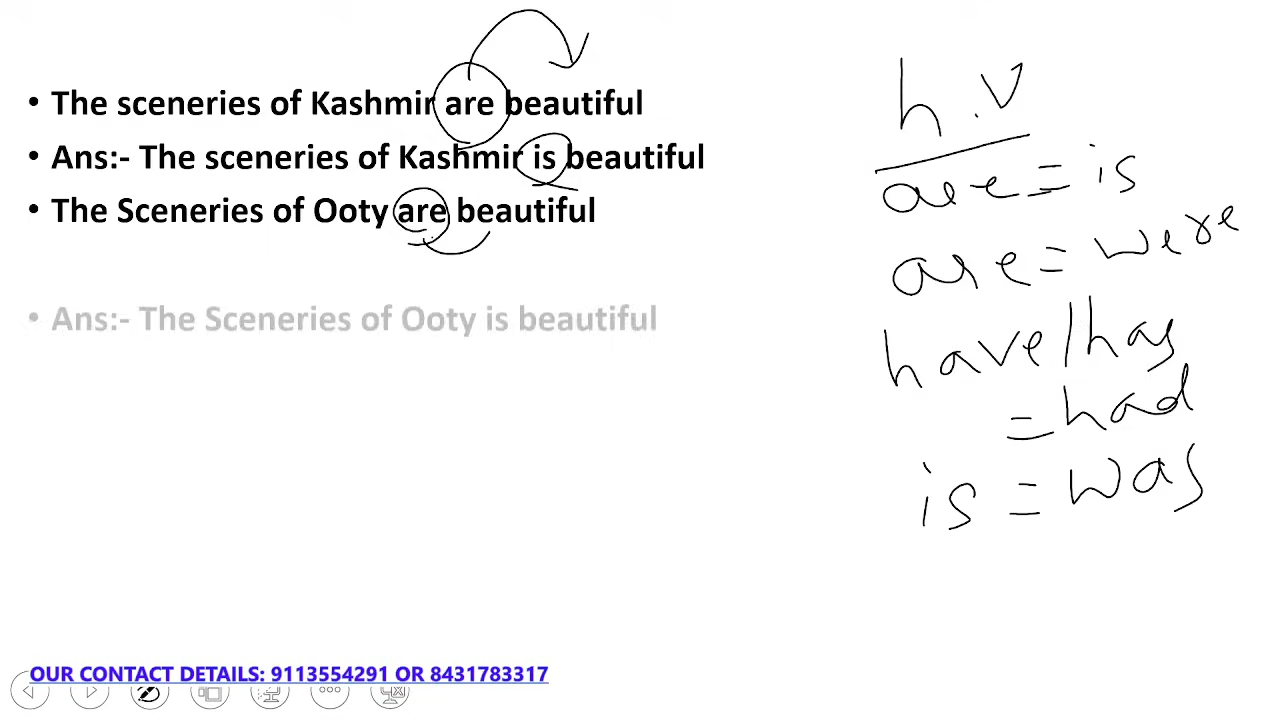 • The sceneries of Kashmir are beautiful
• Ans:- The sceneries of Kashmir is beautiful
• The Sceneries of Ooty are beautiful
• Ans:- The Sceneries of Ooty is beautiful
h.v
are = is
are = were
have/has
= had
is = was
OUR CONTACT DETAILS: 9113554291 OR 8431783317